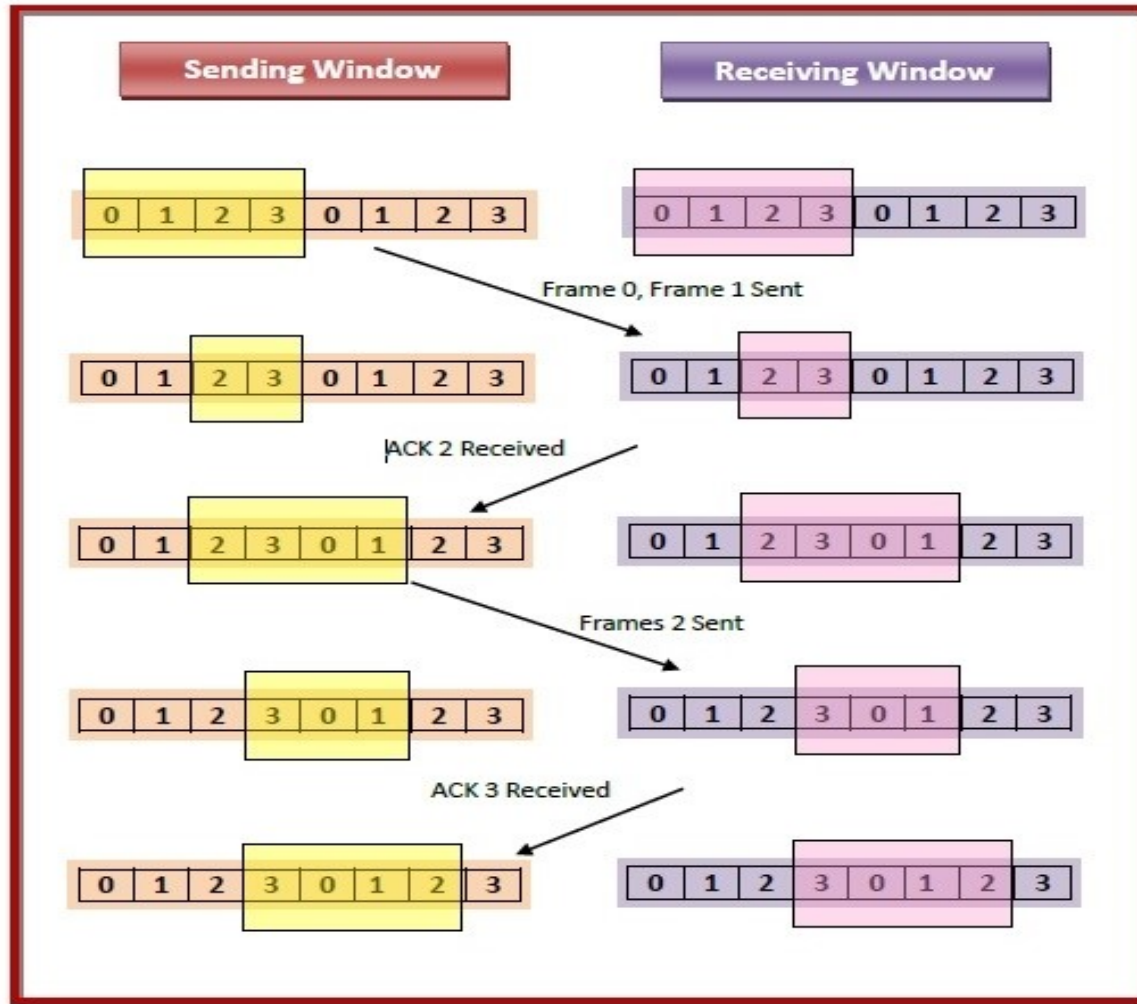 Sending Window
Receiving Window
0 1 2 3 0 1 2 3
0 1 2 3 0 1 2 3
Frame 0, Frame 1 Sent
0 1 2 3 0 1 2 3
0 1 2 3 0 1 2 3
ACK 2 Received
0 1 2 3 0 1 2 3
0 1 2 3 0 1 2 3
Frames 2 Sent
0 1 2 3 0 1 2 3
0 1 2 3 0 1 2 3
ACK 3 Received
0 1 2 3 0 1 2 3
0 1 2 3 0 1 2 3